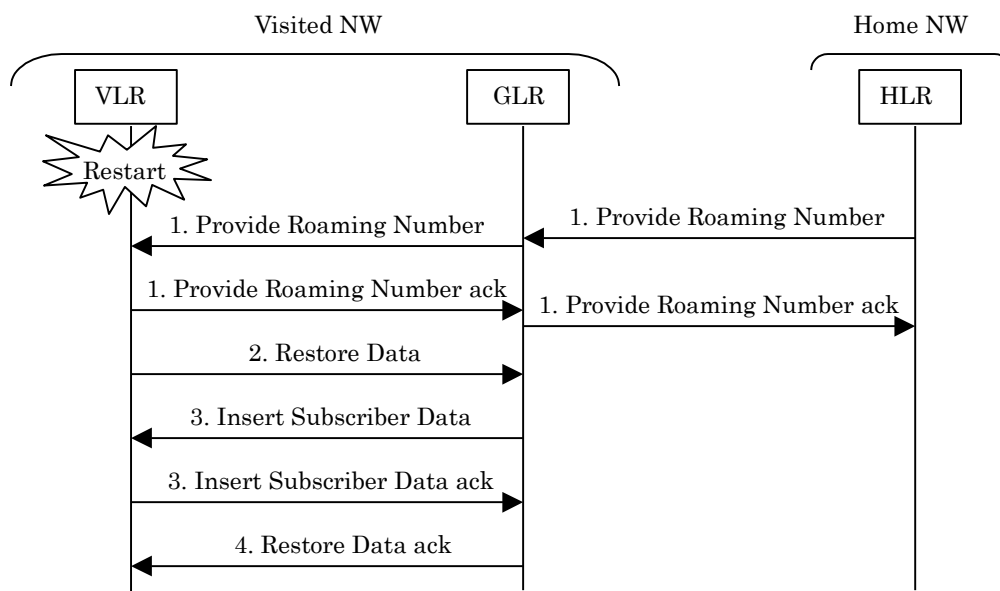 Visited NW
Home NW
VLR
GLR
HLR
Restart
1. Provide Roaming Number
1. Provide Roaming Number
1. Provide Roaming Number ack
1. Provide Roaming Number ack
2. Restore Data
3. Insert Subscriber Data
3. Insert Subscriber Data ack
4. Restore Data ack